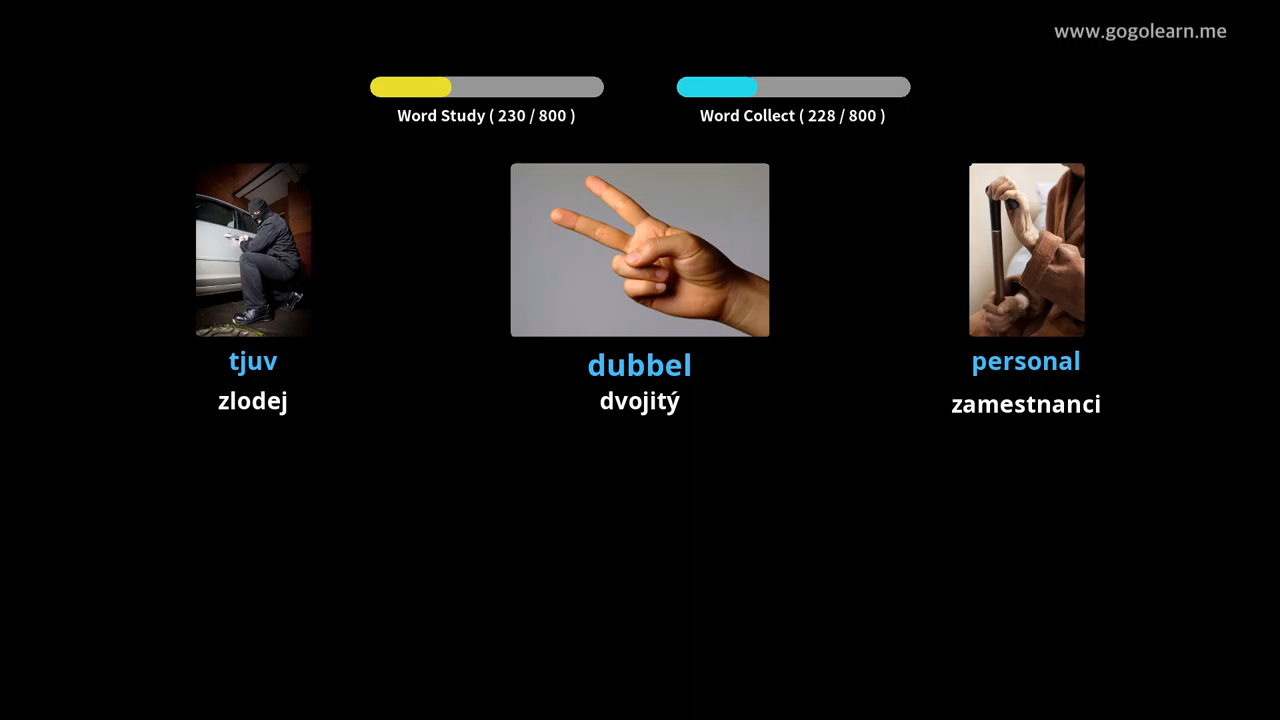 www.gogolearn.me
Word Study ( 230 / 800 )
Word Collect ( 228 / 800 )
tjuv
zlodej
dubbel
dvojitý
personal
zamestnanci